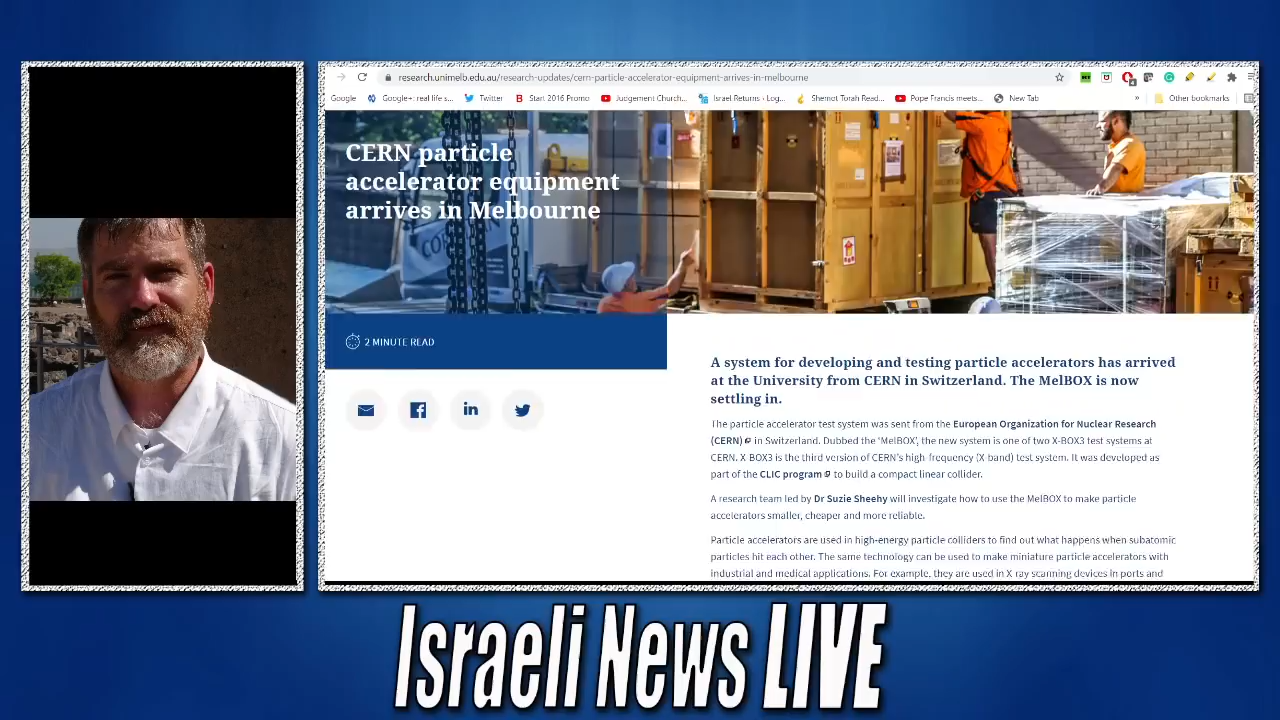 research.unimelb.edu.au/research-updates/cern-particle-accelerator-equipment-arrives-in-melbourne
Google Google+: real life s... Twitter Start 2016 Promo Judgement Church... Israel Returns ‹ Log... Shemot Torah Read... Pope Francis meets... New Tab » Other bookmarks
CERN particle
accelerator equipment
arrives in Melbourne
2 MINUTE READ
A system for developing and testing particle accelerators has arrived
at the University from CERN in Switzerland. The MelBOX is now
settling in.
The particle accelerator test system was sent from the European Organization for Nuclear Research
(CERN) in Switzerland. Dubbed the 'MelBOX', the new system is one of two X-BOX3 test systems at
CERN. X-BOX3 is the third version of CERN's high-frequency (X-band) test system. It was developed as
part of the CLIC program to build a compact linear collider.
A research team led by Dr Suzie Sheehy will investigate how to use the MelBOX to make particle
accelerators smaller, cheaper and more reliable.
Particle accelerators are used in high-energy particle colliders to find out what happens when subatomic
particles hit each other. The same technology can be used to make miniature particle accelerators with
industrial and medical applications. For example, they are used in X-ray scanning devices in ports and
Israeli News LIVE